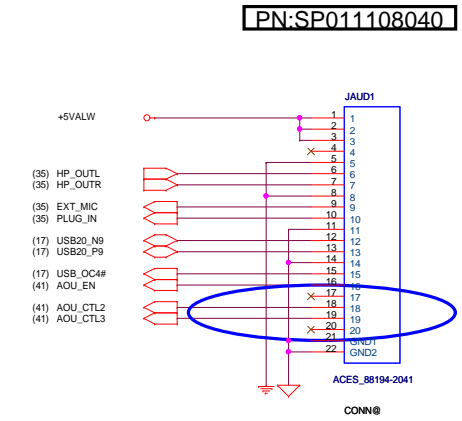 PN:SP011108040
JAUD1
+5VALW 1 1
2 2
3 3
4 4
5 5
(35) HP_OUTL 6 6
(35) HP_OUTR 7 7
8 8
(35) EXT_MIC 9 9
(35) PLUG_IN 10 10
11 11
(17) USB20_N9 12 12
(17) USB20_P9 13 13
14 14
(17) USB_OC4# 15 15
(41) AOU_EN 16 16
17 17
(41) AOU_CTL2 18 18
(41) AOU_CTL3 19 19
20 20
21 GND1
22 GND2
ACES_88194-2041
CONN@